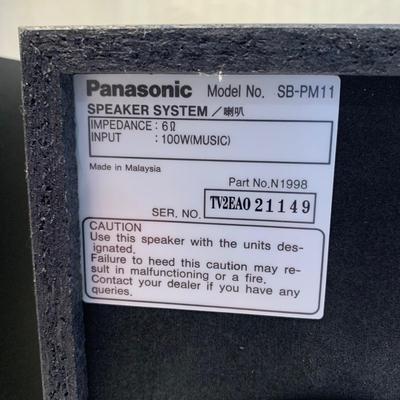 Panasonic Model No. SB-PM11
SPEAKER SYSTEM/喇叭
IMPEDANCE : 6Ω
INPUT : 100W(MUSIC)
Made in Malaysia
Part No.N1998
SER. NO. TV2EA0 21149
CAUTION
Use this speaker with the units des-
ignated.
Failure to heed this caution may re-
sult in malfunctioning or a fire.
Contact your dealer if you have any
queries.